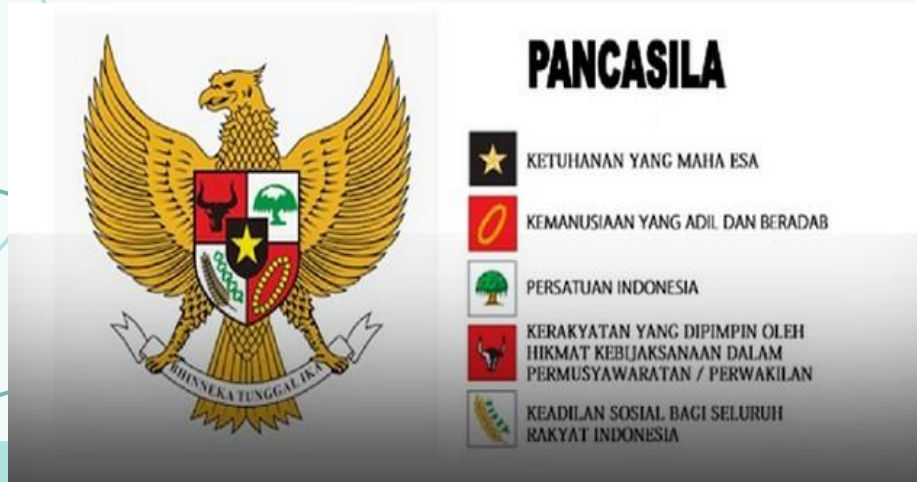 PANCASILA
KETUHANAN YANG MAHA ESA
KEMANUSIAAN YANG ADIL DAN BERADAB
PERSATUAN INDONESIA
KERAKYATAN YANG DIPIMPIN OLEH
HIKMAT KEBIJAKSANAAN DALAM
PERMUSYAWARATAN / PERWAKILAN
KEADILAN SOSIAL BAGI SELURUH
RAKYAT INDONESIA
BHINNEKA TUNGGAL IKA